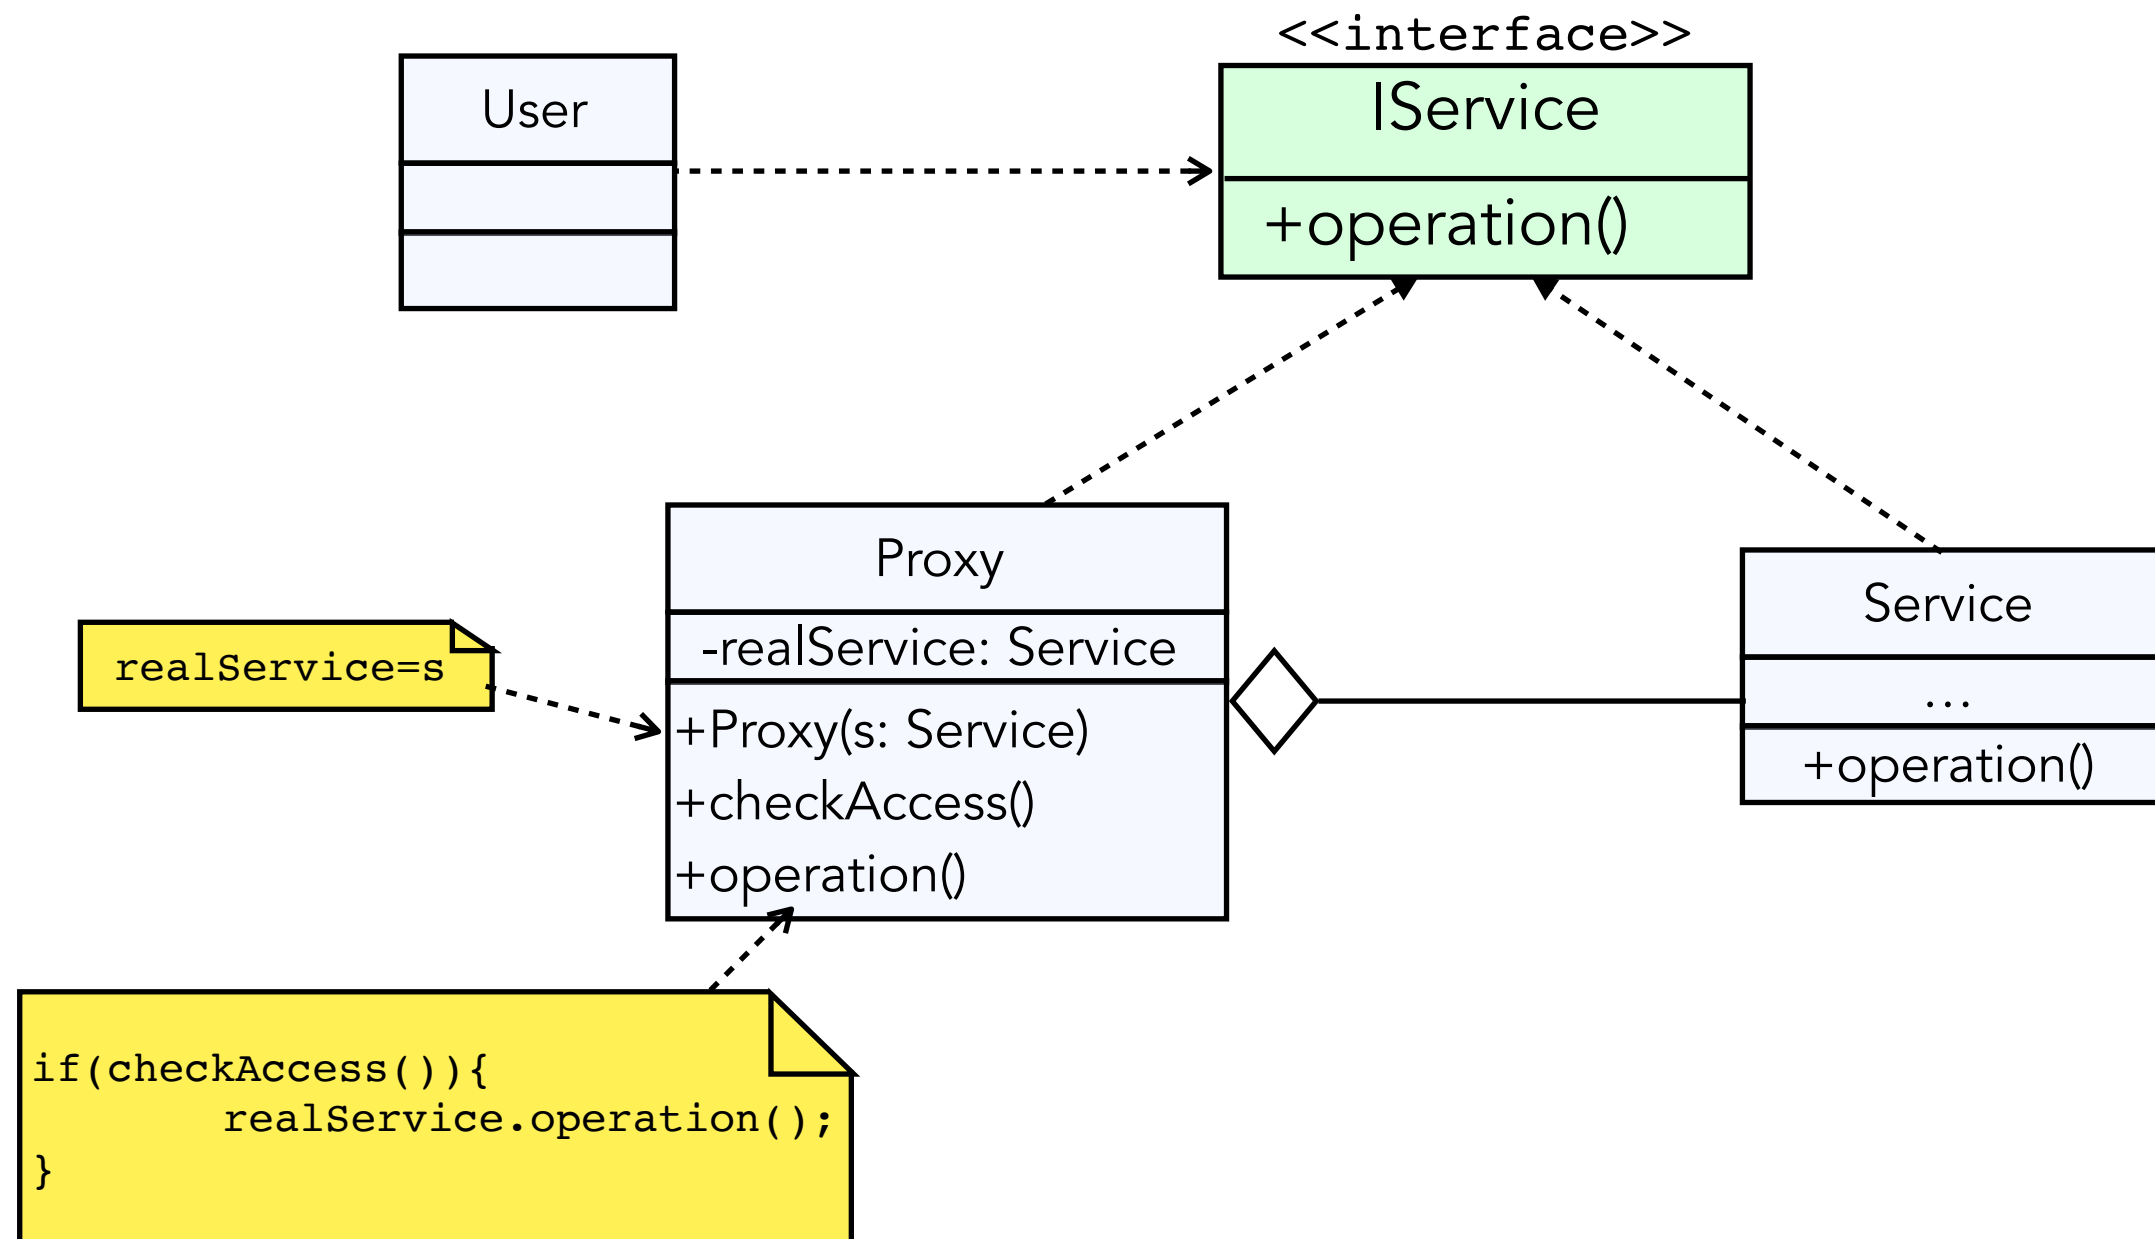 <<interface>>
User
IService
+operation()
Proxy
-realService: Service
+Proxy(s: Service)
+checkAccess()
+operation()
Service
...
+operation()
realService=s
if(checkAccess()){
realService.operation();
}